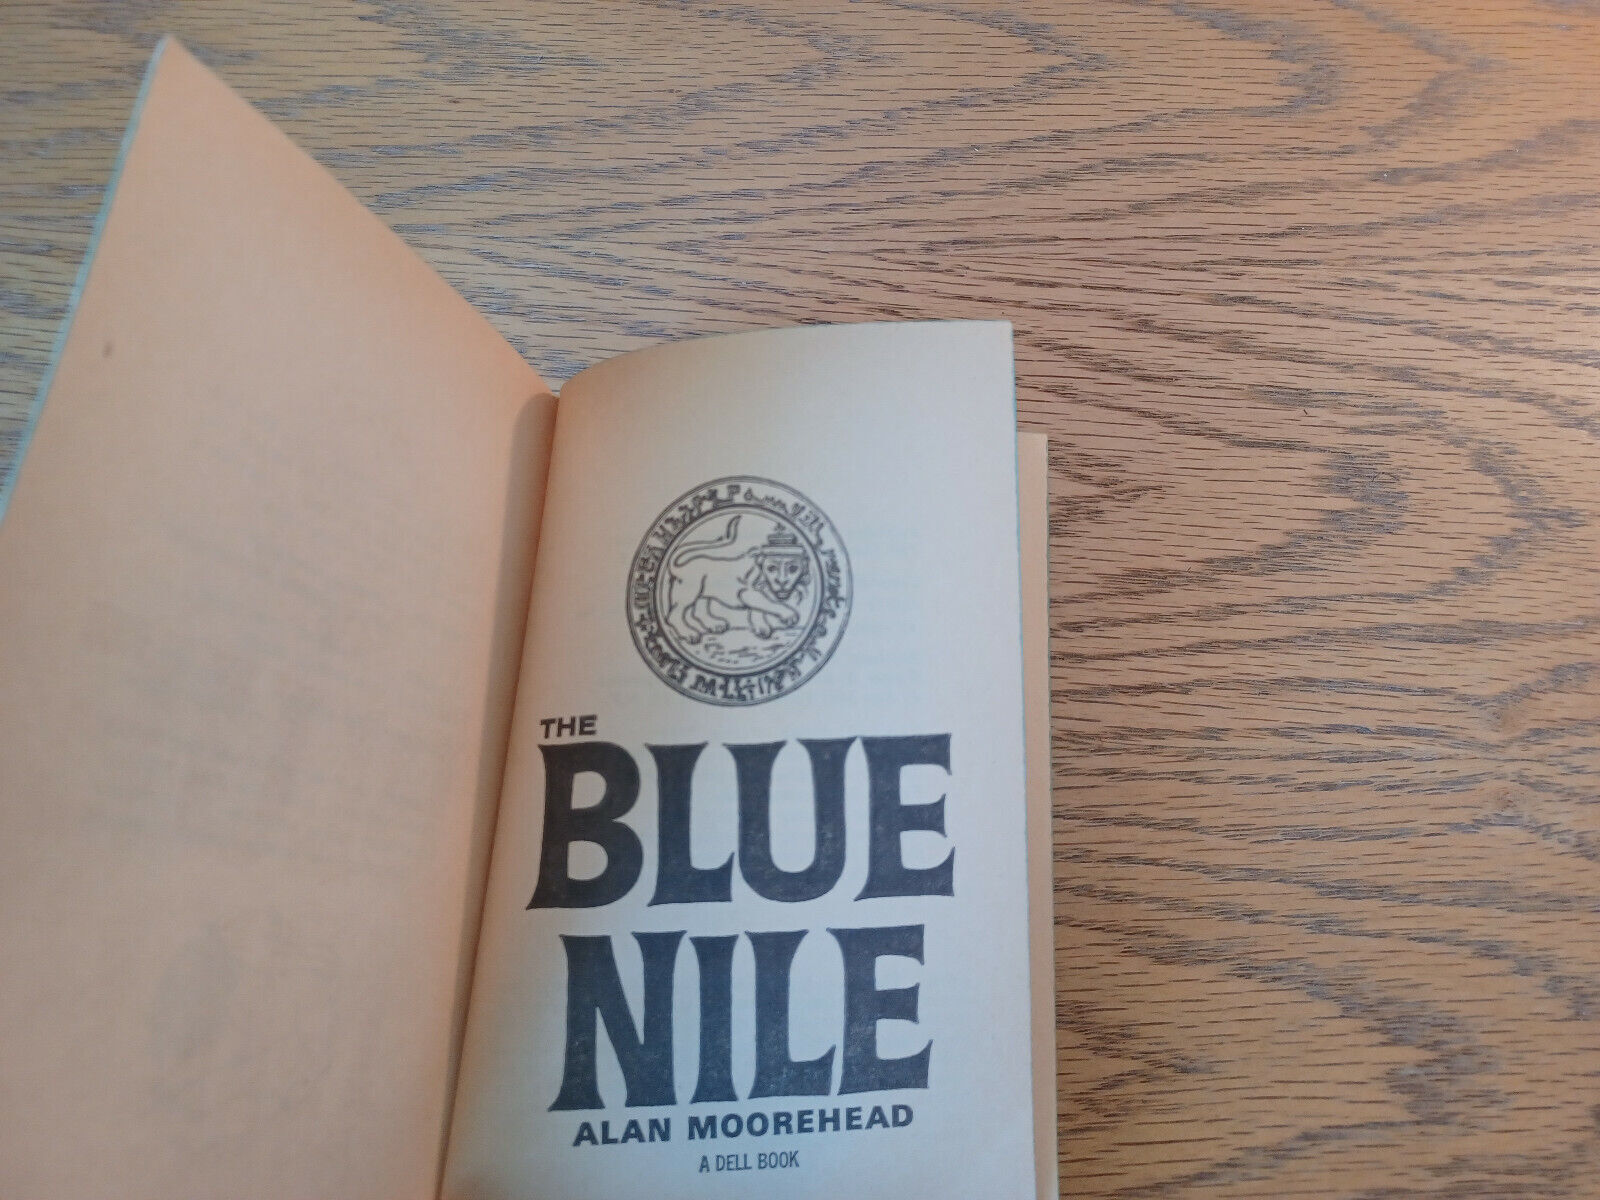 THE
BLUE
NILE
ALAN MOOREHEAD
A DELL BOOK